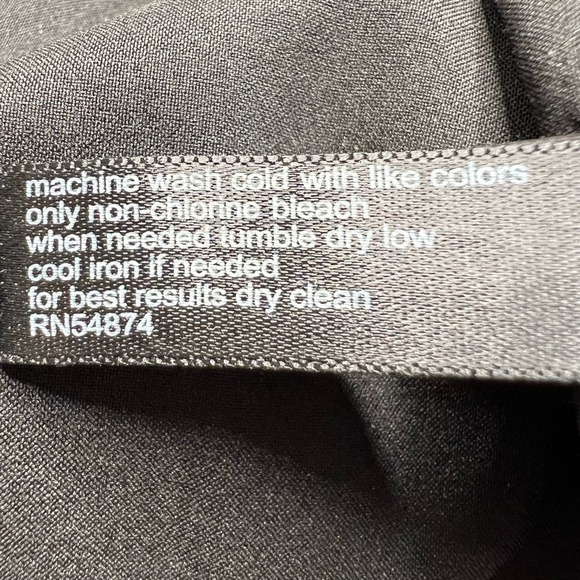 machine wash cold with like colors
only non-chlorine bleach
when needed tumble dry low
cool iron if needed
for best results dry clean
RN54874